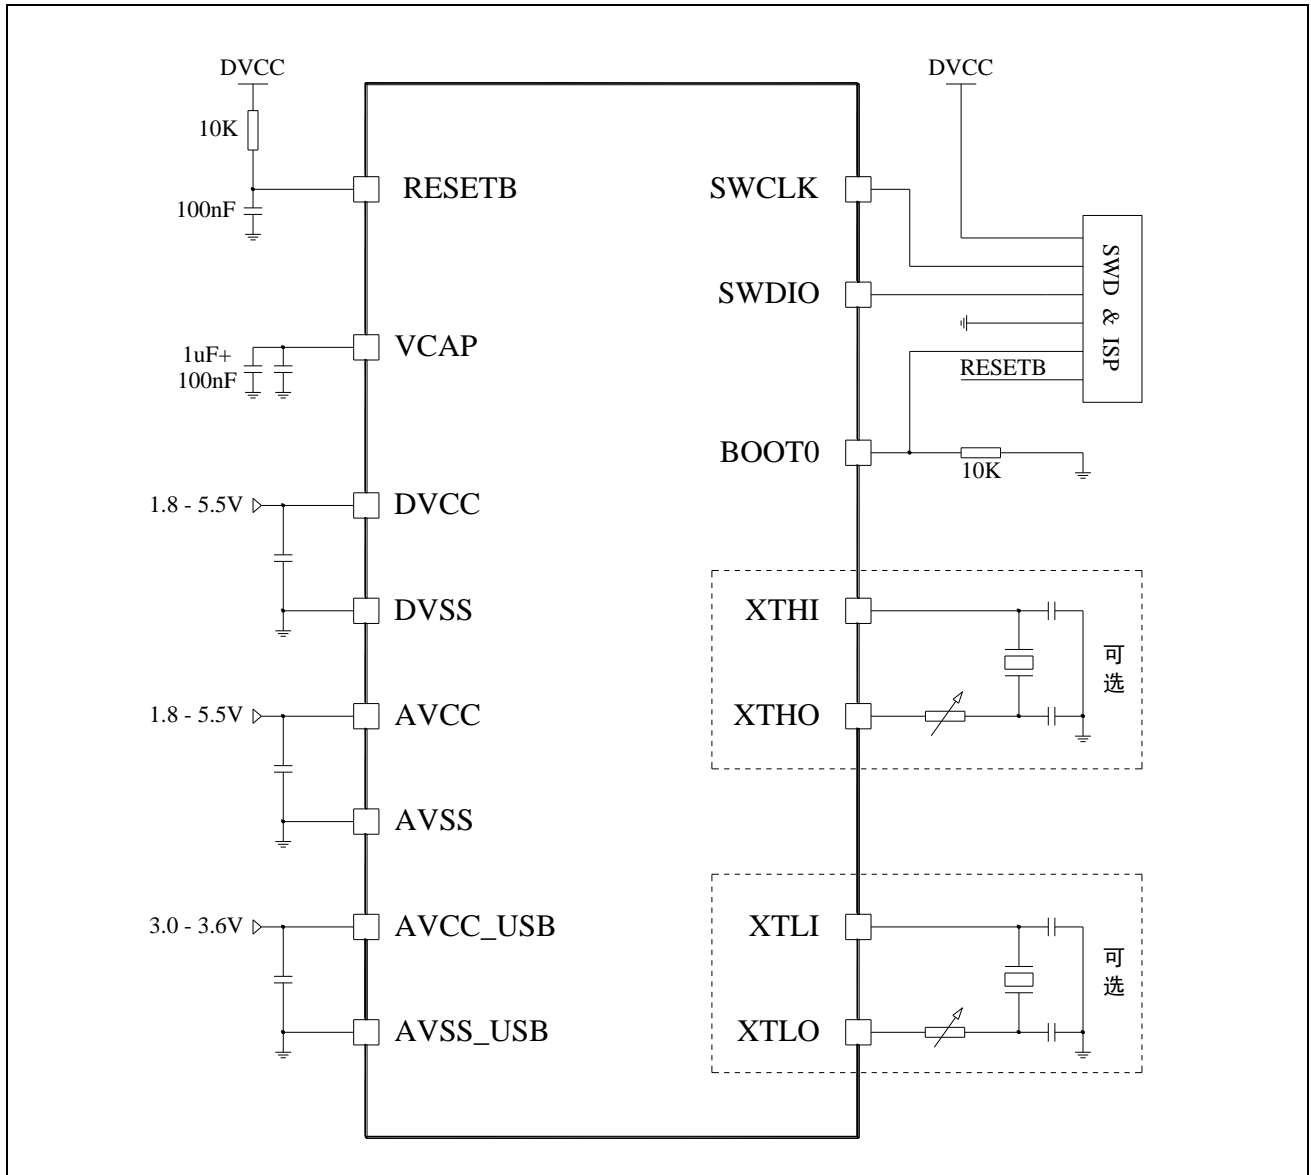 DVCC
10K
RESETB
100nF
VCAP
1uF+
100nF
1.8 - 5.5V
DVCC
DVSS
1.8 - 5.5V
AVCC
AVSS
3.0 - 3.6V
AVCC_USB
AVSS_USB
DVCC
SWCLK
SWDIO
SWD & ISP
RESETB
BOOT0
10K
XTHI
XTHO
可选
XTLI
XTLO
可选